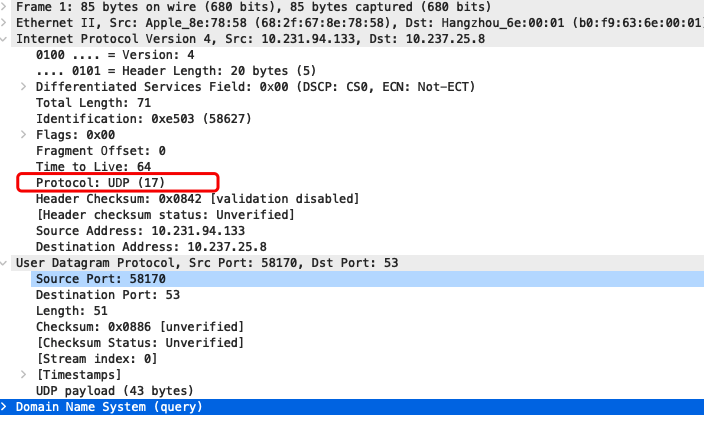 Frame 1: 85 bytes on wire (680 bits), 85 bytes captured (680 bits)
Ethernet II, Src: Apple_8e:78:58 (68:2f:67:8e:78:58), Dst: Hangzhou_6e:00:01 (b0:f9:63:6e:00:01)
Internet Protocol Version 4, Src: 10.231.94.133, Dst: 10.237.25.8
0100 .... = Version: 4
.... 0101 = Header Length: 20 bytes (5)
Differentiated Services Field: 0x00 (DSCP: CS0, ECN: Not-ECT)
Total Length: 71
Identification: 0xe503 (58627)
Flags: 0x00
Fragment Offset: 0
Time to Live: 64
Protocol: UDP (17)
Header Checksum: 0x0842 [validation disabled]
[Header checksum status: Unverified]
Source Address: 10.231.94.133
Destination Address: 10.237.25.8
User Datagram Protocol, Src Port: 58170, Dst Port: 53
Source Port: 58170
Destination Port: 53
Length: 51
Checksum: 0x0886 [unverified]
[Checksum Status: Unverified]
[Stream index: 0]
[Timestamps]
UDP payload (43 bytes)
Domain Name System (query)